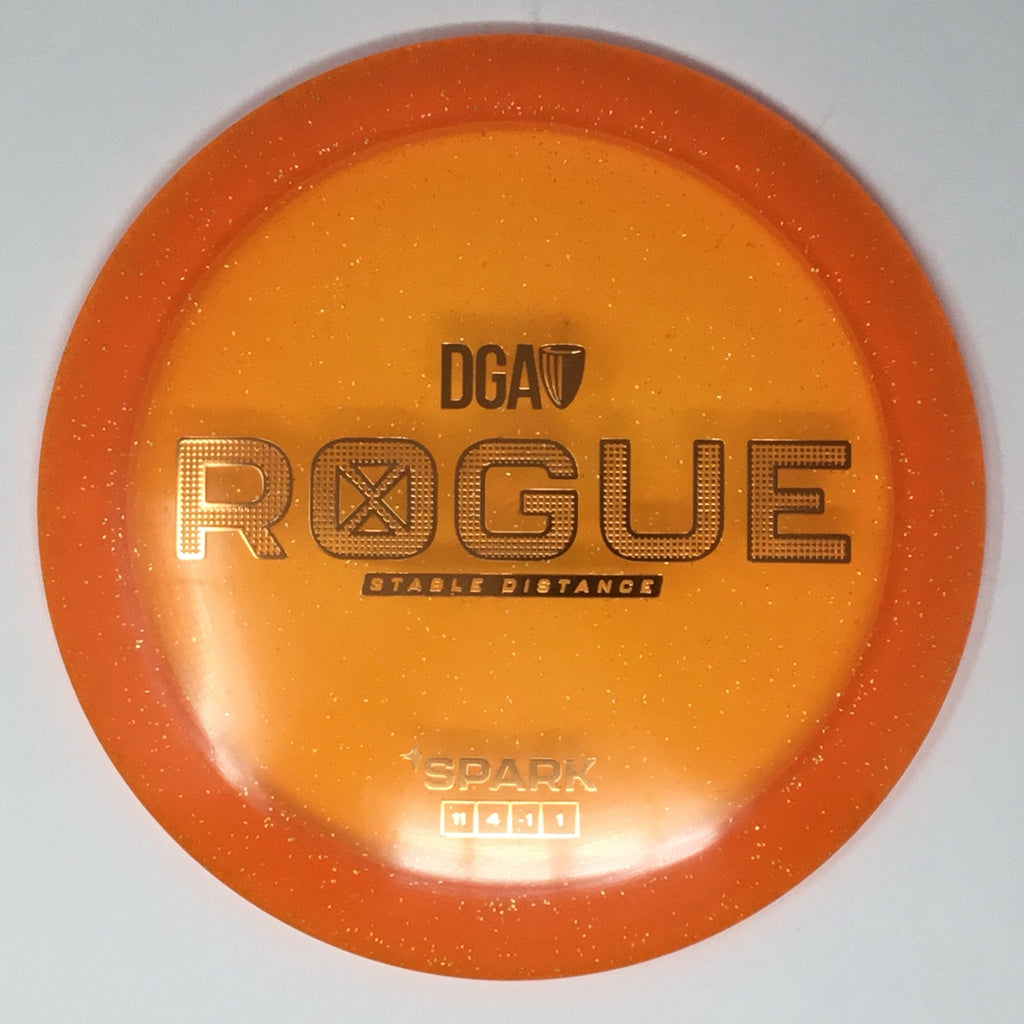 DGA
ROGUE
STABLE DISTANCE
SPARK
11 4 -1 1